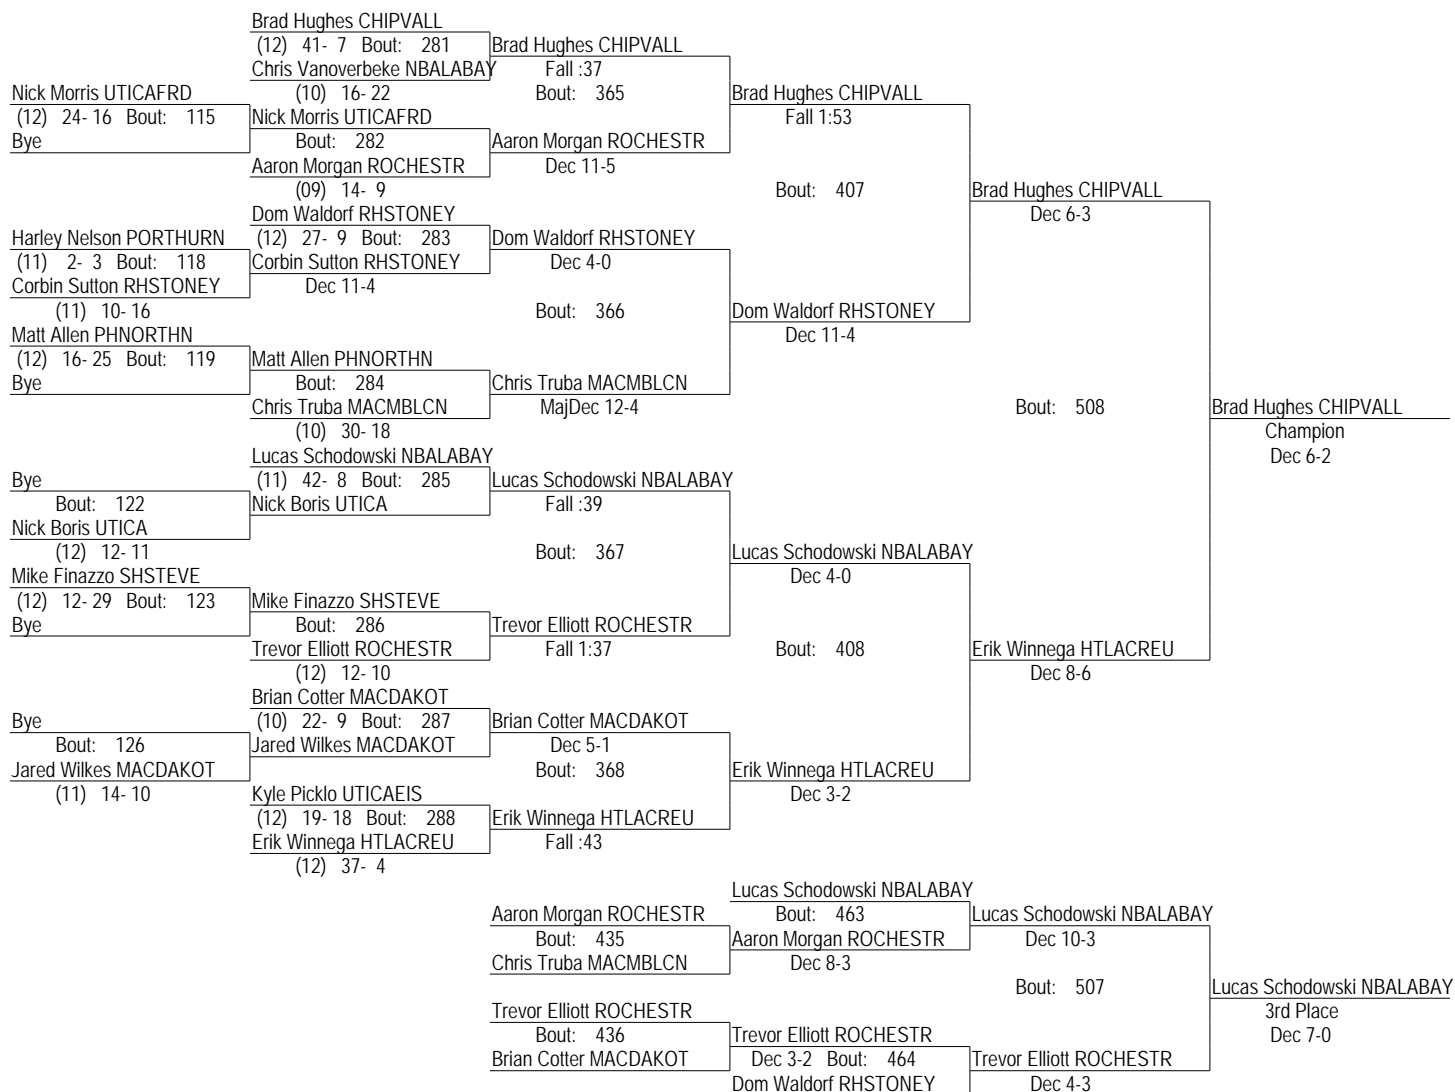 Brad Hughes CHIPVALL
(12) 41- 7 Bout: 281 Brad Hughes CHIPVALL
Chris Vanoverbeke NBALABAY Fall :37
Nick Morris UTICAFRD (10) 16- 22 Bout: 365 Brad Hughes CHIPVALL
(12) 24- 16 Bout: 115 Nick Morris UTICAFRD Fall 1:53
Bye Bout: 282 Aaron Morgan ROCHESTR
Aaron Morgan ROCHESTR Dec 11-5
(09) 14- 9 Bout: 407 Brad Hughes CHIPVALL
Dom Waldorf RHSTONEY Dec 6-3
Harley Nelson PORTHURN (12) 27- 9 Bout: 283 Dom Waldorf RHSTONEY
(11) 2- 3 Bout: 118 Corbin Sutton RHSTONEY Dec 4-0
Corbin Sutton RHSTONEY Dec 11-4
(11) 10- 16 Bout: 366 Dom Waldorf RHSTONEY
Matt Allen PHNORTHN Dec 11-4
(12) 16- 25 Bout: 119 Matt Allen PHNORTHN
Bye Bout: 284 Chris Truba MACMBLCN
Chris Truba MACMBLCN MajDec 12-4 Bout: 508 Brad Hughes CHIPVALL
(10) 30- 18 Champion
Lucas Schodowski NBALABAY Dec 6-2
Bye (11) 42- 8 Bout: 285 Lucas Schodowski NBALABAY
Bout: 122 Nick Boris UTICA Fall :39
Nick Boris UTICA
(12) 12- 11 Bout: 367 Lucas Schodowski NBALABAY
Mike Finazzo SHSTEVE Dec 4-0
(12) 12- 29 Bout: 123 Mike Finazzo SHSTEVE
Bye Bout: 286 Trevor Elliott ROCHESTR
Trevor Elliott ROCHESTR Fall 1:37 Bout: 408 Erik Winnega HTLACREU
(12) 12- 10 Dec 8-6
Brian Cotter MACDAKOT
Bye (10) 22- 9 Bout: 287 Brian Cotter MACDAKOT
Bout: 126 Jared Wilkes MACDAKOT Dec 5-1
Jared Wilkes MACDAKOT Bout: 368 Erik Winnega HTLACREU
(11) 14- 10 Kyle Picklo UTICAEIS Dec 3-2
(12) 19- 18 Bout: 288 Erik Winnega HTLACREU
Erik Winnega HTLACREU Fall :43
(12) 37- 4
Lucas Schodowski NBALABAY
Aaron Morgan ROCHESTR Bout: 463 Lucas Schodowski NBALABAY
Bout: 435 Aaron Morgan ROCHESTR Dec 10-3
Chris Truba MACMBLCN Dec 8-3
Bout: 507 Lucas Schodowski NBALABAY
Trevor Elliott ROCHESTR 3rd Place
Bout: 436 Trevor Elliott ROCHESTR Dec 7-0
Brian Cotter MACDAKOT Dec 3-2 Bout: 464 Trevor Elliott ROCHESTR
Dom Waldorf RHSTONEY Dec 4-3